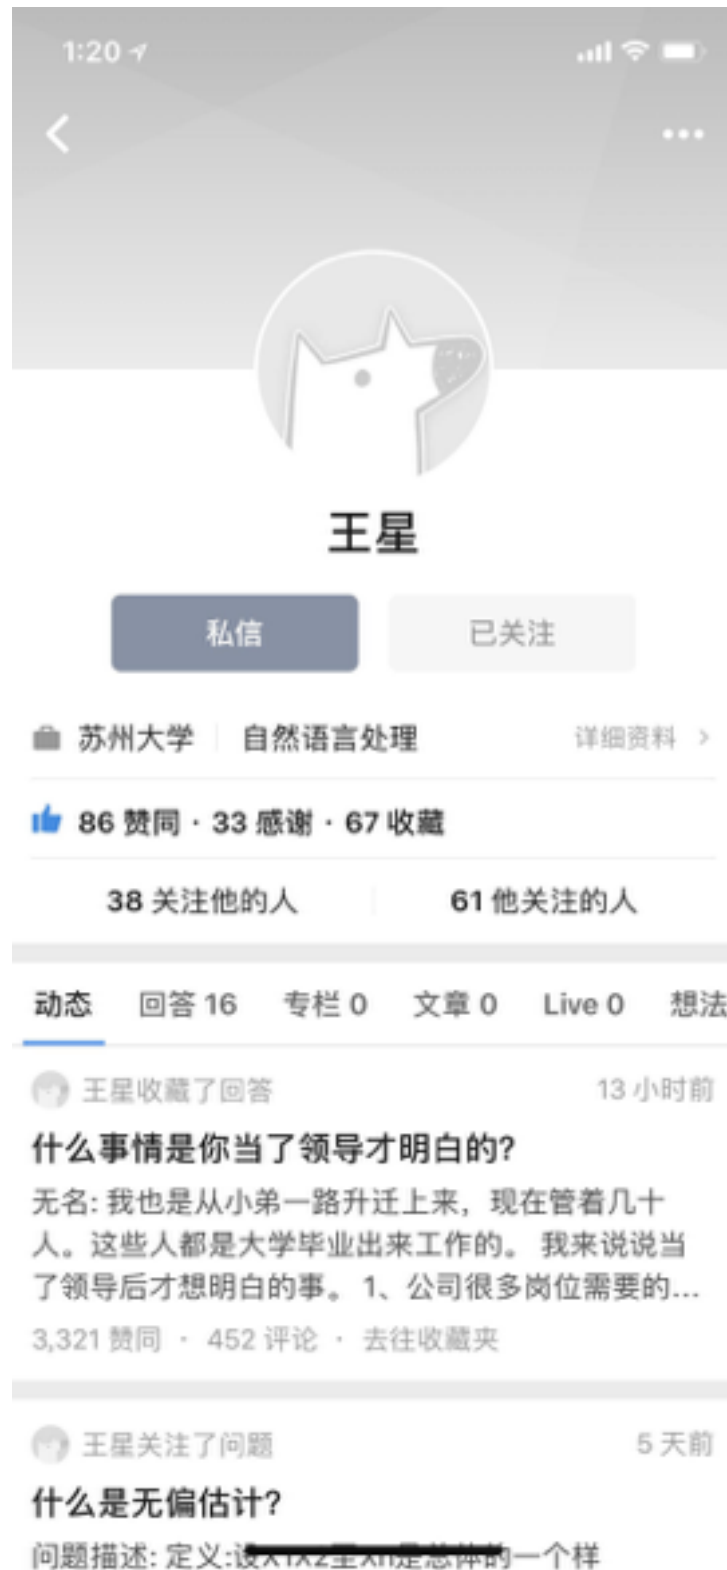 1:20
王星
私信 已关注
苏州大学 自然语言处理 详细资料
86 赞同 · 33 感谢 · 67 收藏
38 关注他的人 61 他关注的人
动态 回答 16 专栏 0 文章 0 Live 0 想法
王星收藏了回答 13 小时前
什么事情是你当了领导才明白的?
无名: 我也是从小弟一路升迁上来，现在管着几十
人。这些人都是大学毕业出来工作的。 我来说说当
了领导后才想明白的事。 1、公司很多岗位需要的...
3,321 赞同 · 452 评论 · 去往收藏夹
王星关注了问题 5 天前
什么是无偏估计?
问题描述: 定义:设X1X2至Xn是总体的一个样